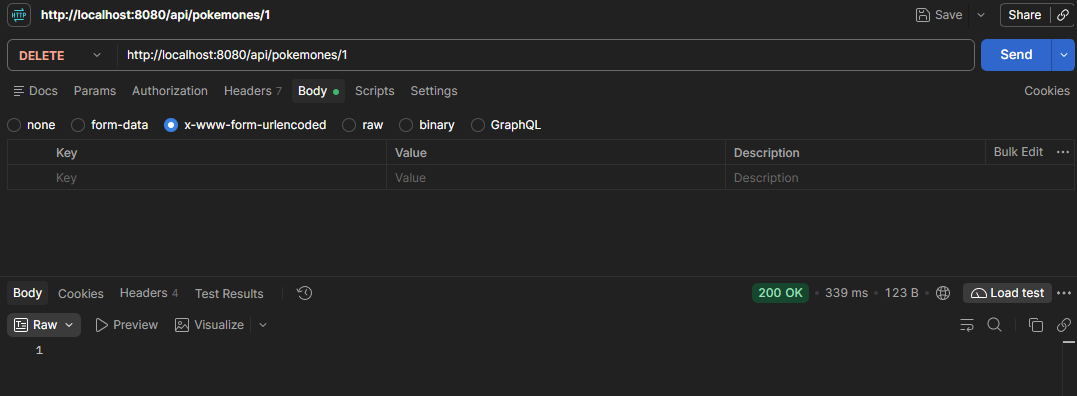 HTTP http://localhost:8080/api/pokemones/1 Save Share
DELETE http://localhost:8080/api/pokemones/1 Send
Docs Params Authorization Headers 7 Body Scripts Settings Cookies
none form-data x-www-form-urlencoded raw binary GraphQL
Key Value Description Bulk Edit
Key Value Description
Body Cookies Headers 4 Test Results 200 OK 339 ms 123 B Load test
Raw Preview Visualize
1